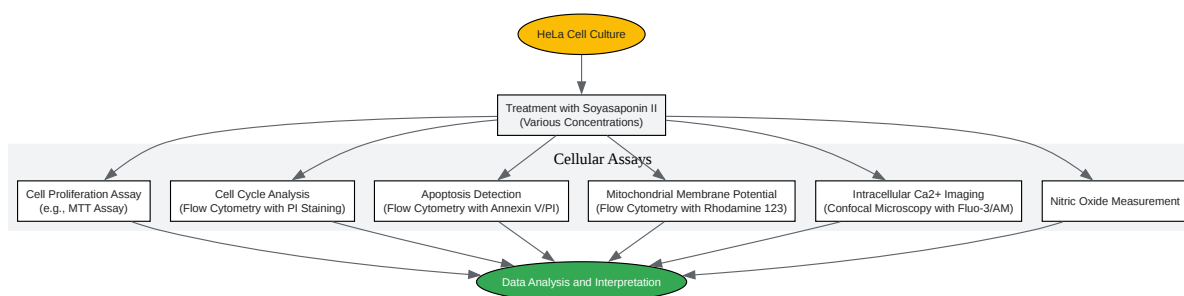 HeLa Cell Culture
Treatment with Soyasaponin II
(Various Concentrations)
Cellular Assays
Cell Proliferation Assay
(e.g., MTT Assay)
Cell Cycle Analysis
(Flow Cytometry with PI Staining)
Apoptosis Detection
(Flow Cytometry with Annexin V/PI)
Mitochondrial Membrane Potential
(Flow Cytometry with Rhodamine 123)
Intracellular Ca2+ Imaging
(Confocal Microscopy with Fluo-3/AM)
Nitric Oxide Measurement
Data Analysis and Interpretation